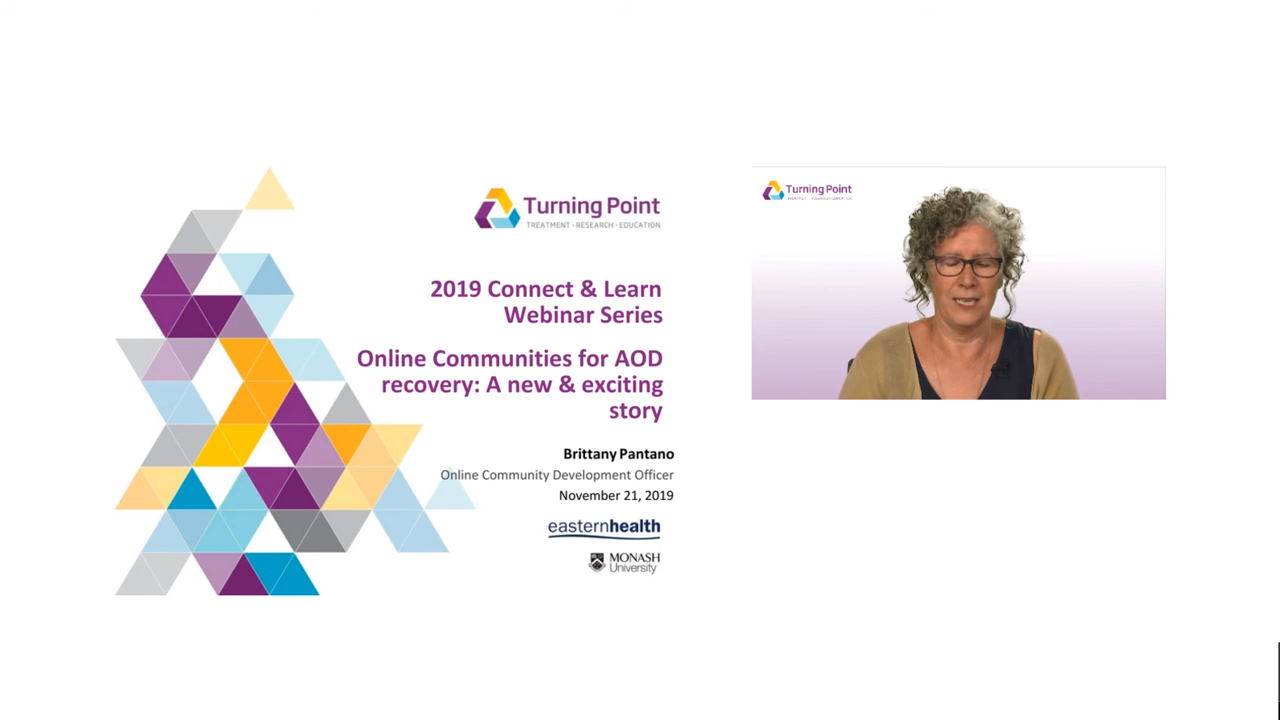 Turning Point
TREATMENT · RESEARCH · EDUCATION
2019 Connect & Learn
Webinar Series
Online Communities for AOD
recovery: A new & exciting
story
Brittany Pantano
Online Community Development Officer
November 21, 2019
easternhealth
MONASH
University
Turning Point